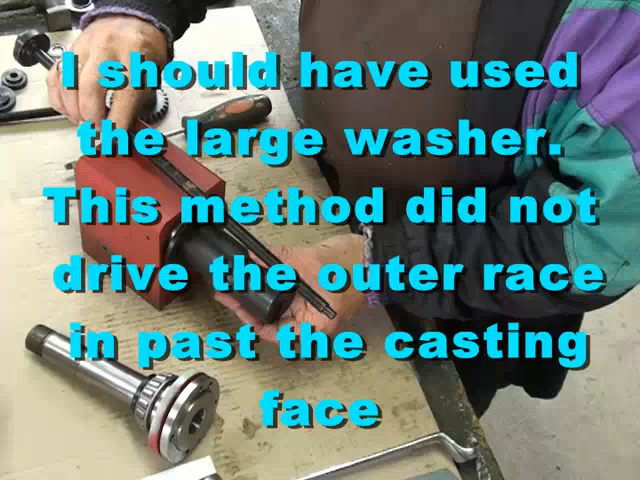 I should have used
the large washer.
This method did not
drive the outer race
in past the casting
face